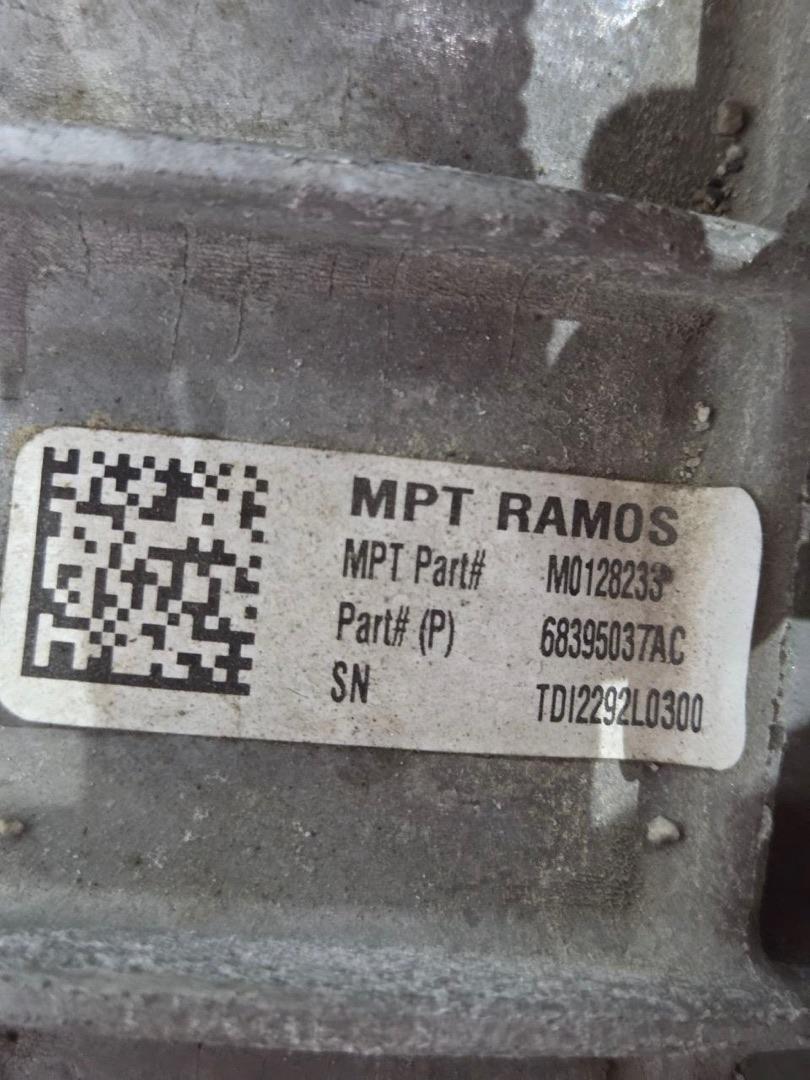 MPT RAMOS
MPT Part# M0128233
Part# (P) 68395037AC
SN TDI2292L0300